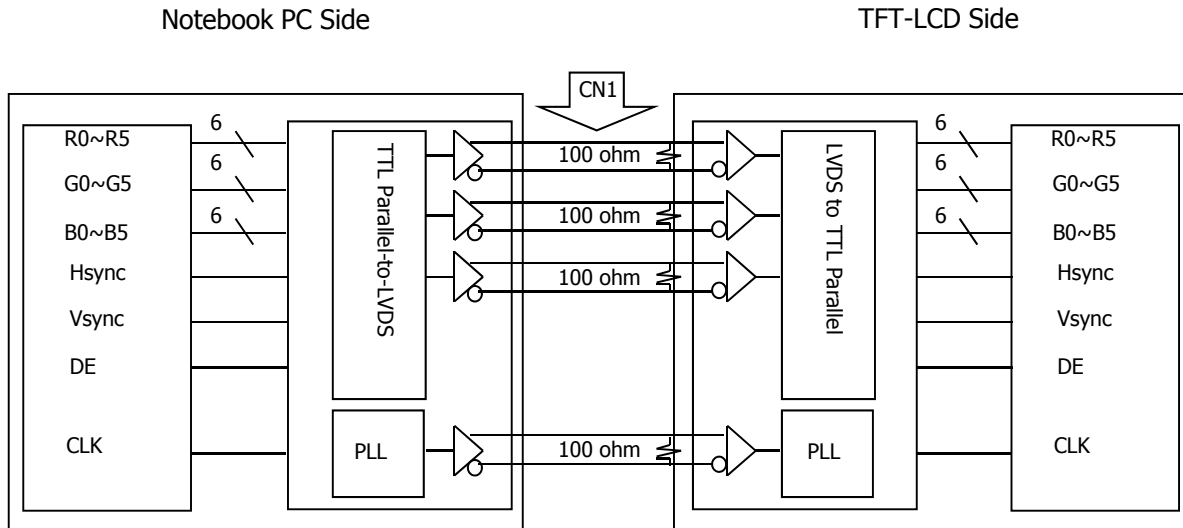 Notebook PC Side
TFT-LCD Side
CN1
R0~R5
6
G0~G5
6
B0~B5
6
Hsync
Vsync
DE
CLK
TTL Parallel-to-LVDS
PLL
100 ohm
100 ohm
100 ohm
100 ohm
LVDS to TTL Parallel
PLL
6
R0~R5
6
G0~G5
6
B0~B5
Hsync
Vsync
DE
CLK